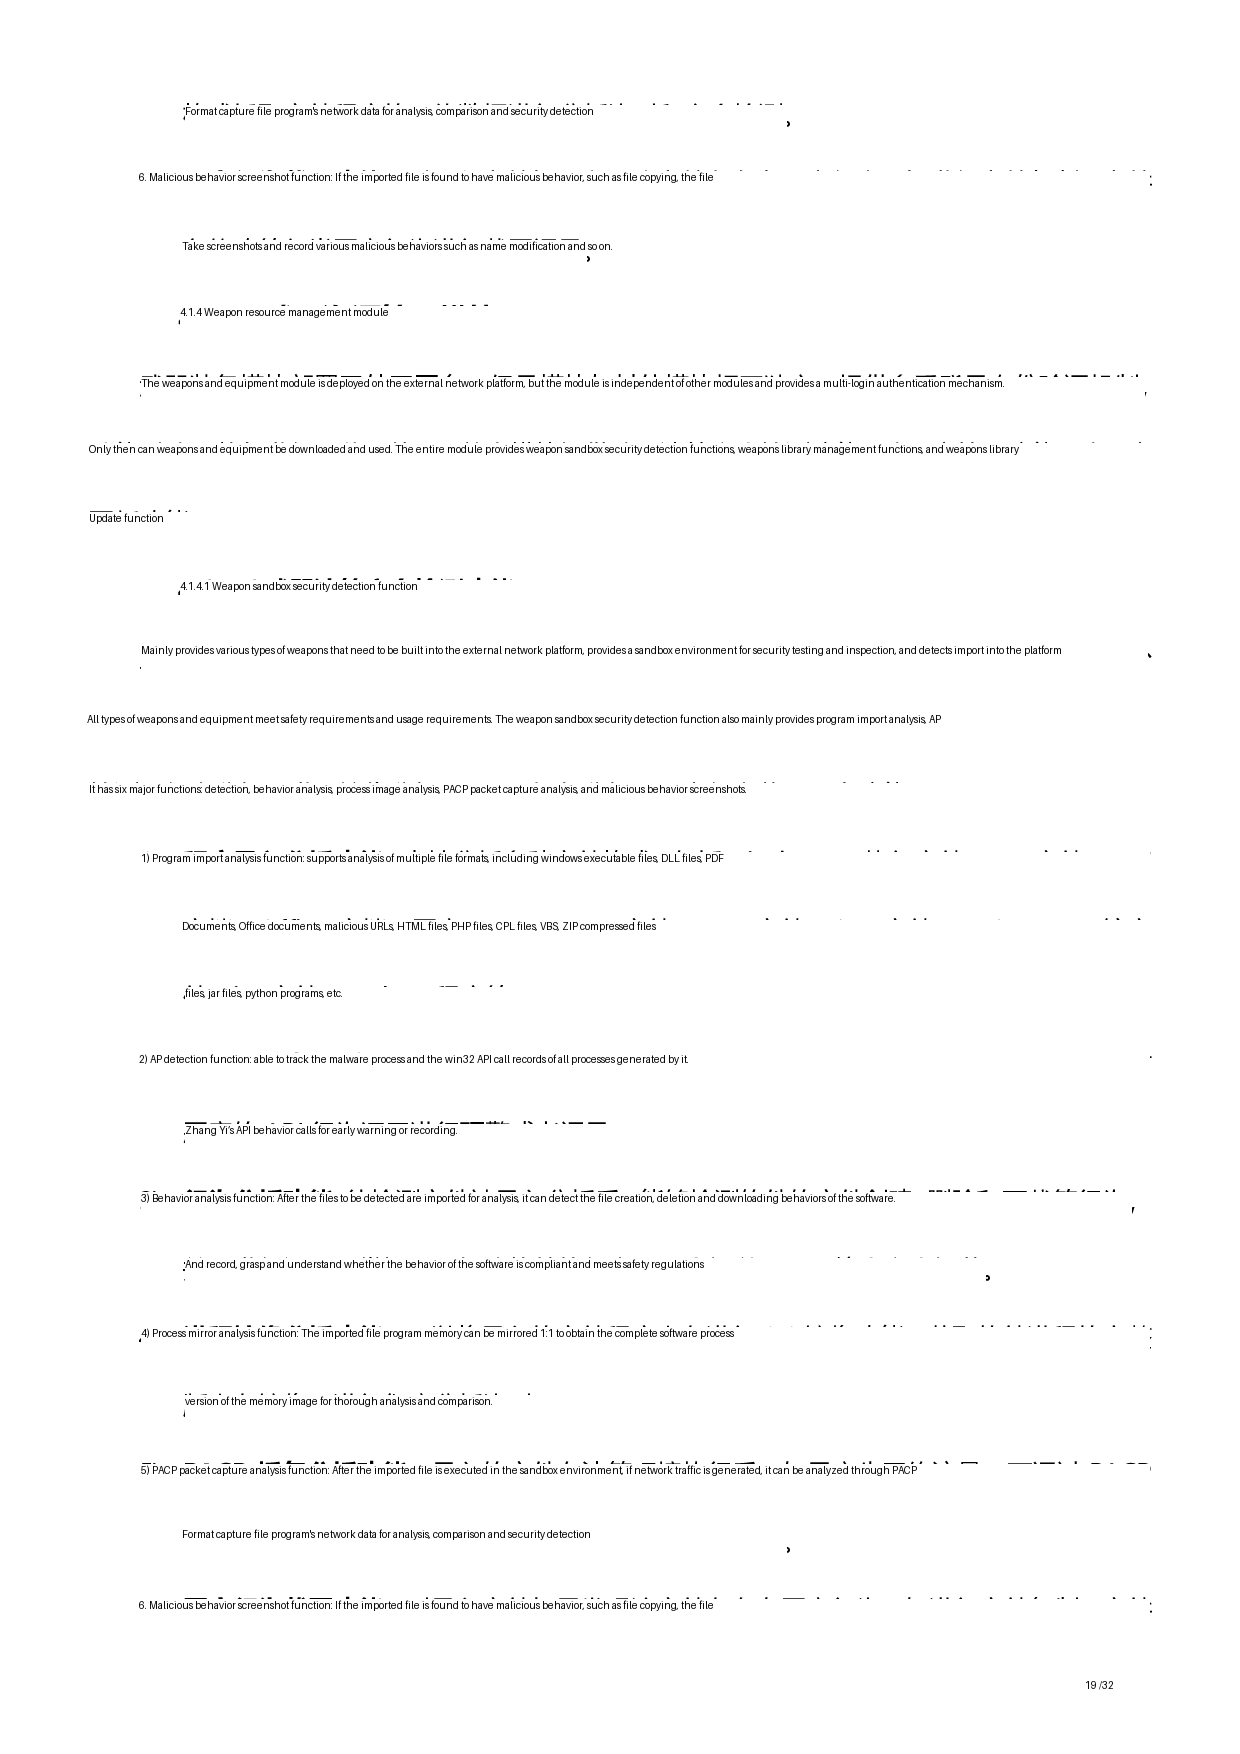 Format capture file program's network data for analysis, comparison and security detection
6. Malicious behavior screenshot function: If the imported file is found to have malicious behavior, such as file copying, the file
Take screenshots and record various malicious behaviors such as name modification and so on.
4.1.4 Weapon resource management module
The weapons and equipment module is deployed on the external network platform, but the module is independent of other modules and provides a multi-login authentication mechanism.
Only then can weapons and equipment be downloaded and used. The entire module provides weapon sandbox security detection functions, weapons library management functions, and weapons library
Update function
4.1.4.1 Weapon sandbox security detection function
Mainly provides various types of weapons that need to be built into the external network platform, provides a sandbox environment for security testing and inspection, and detects import into the platform
All types of weapons and equipment meet safety requirements and usage requirements. The weapon sandbox security detection function also mainly provides program import analysis, AP
It has six major functions: detection, behavior analysis, process image analysis, PACP packet capture analysis, and malicious behavior screenshots.
1) Program import analysis function: supports analysis of multiple file formats, including windows executable files, DLL files, PDF
Documents, Office documents, malicious URLs, HTML files, PHP files, CPL files, VBS, ZIP compressed files
files, jar files, python programs, etc.
2) AP detection function: able to track the malware process and the win32 API call records of all processes generated by it.
Zhang Yi's API behavior calls for early warning or recording.
3) Behavior analysis function: After the files to be detected are imported for analysis, it can detect the file creation, deletion and downloading behaviors of the software.
And record, grasp and understand whether the behavior of the software is compliant and meets safety regulations
4) Process mirror analysis function: The imported file program memory can be mirrored 1:1 to obtain the complete software process
version of the memory image for thorough analysis and comparison.
5) PACP packet capture analysis function: After the imported file is executed in the sandbox environment, if network traffic is generated, it can be analyzed through PACP
Format capture file program's network data for analysis, comparison and security detection
6. Malicious behavior screenshot function: If the imported file is found to have malicious behavior, such as file copying, the file
19 /32